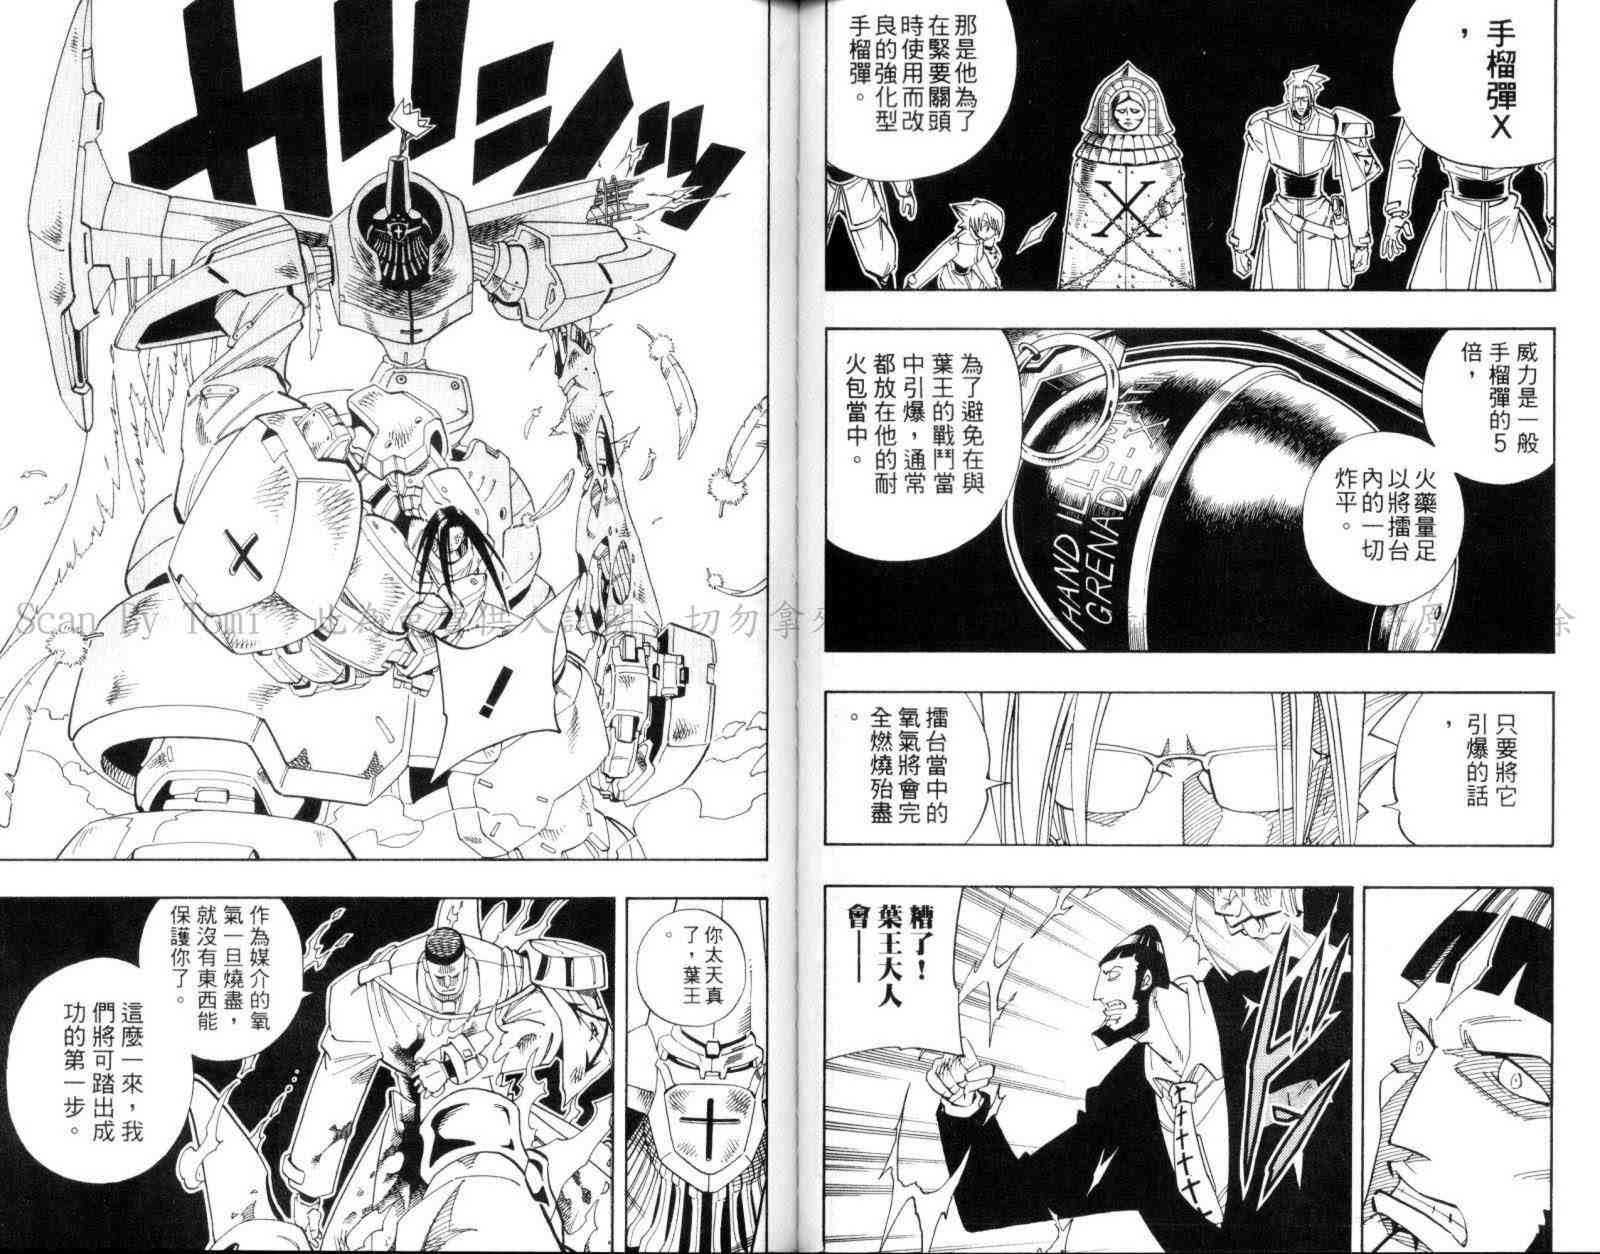 手榴彈X
，
那是他為了
在緊要關頭
時使用而改
良的強化型
手榴彈。
X
威力是一般
手榴彈的5
倍，
火藥量足
以將擂台
內的一切
炸平。
為了避免在與
葉王的戰鬥當
中引爆，通常
都放在他的耐
火包當中。
HAND ILLUM
GRENADE-X
只要將它
引爆的話
，
擂台當中的
氧氣將會完
全燃燒殆盡
。
糟了！
葉王大人
會——
ガシッ
！
你太天真
了，葉王
。
作為媒介的氧
氣一旦燒盡，
就沒有東西能
保護你了。
這麼一來，我
們將可踏出成
功的第一步。
Scan by Tomi